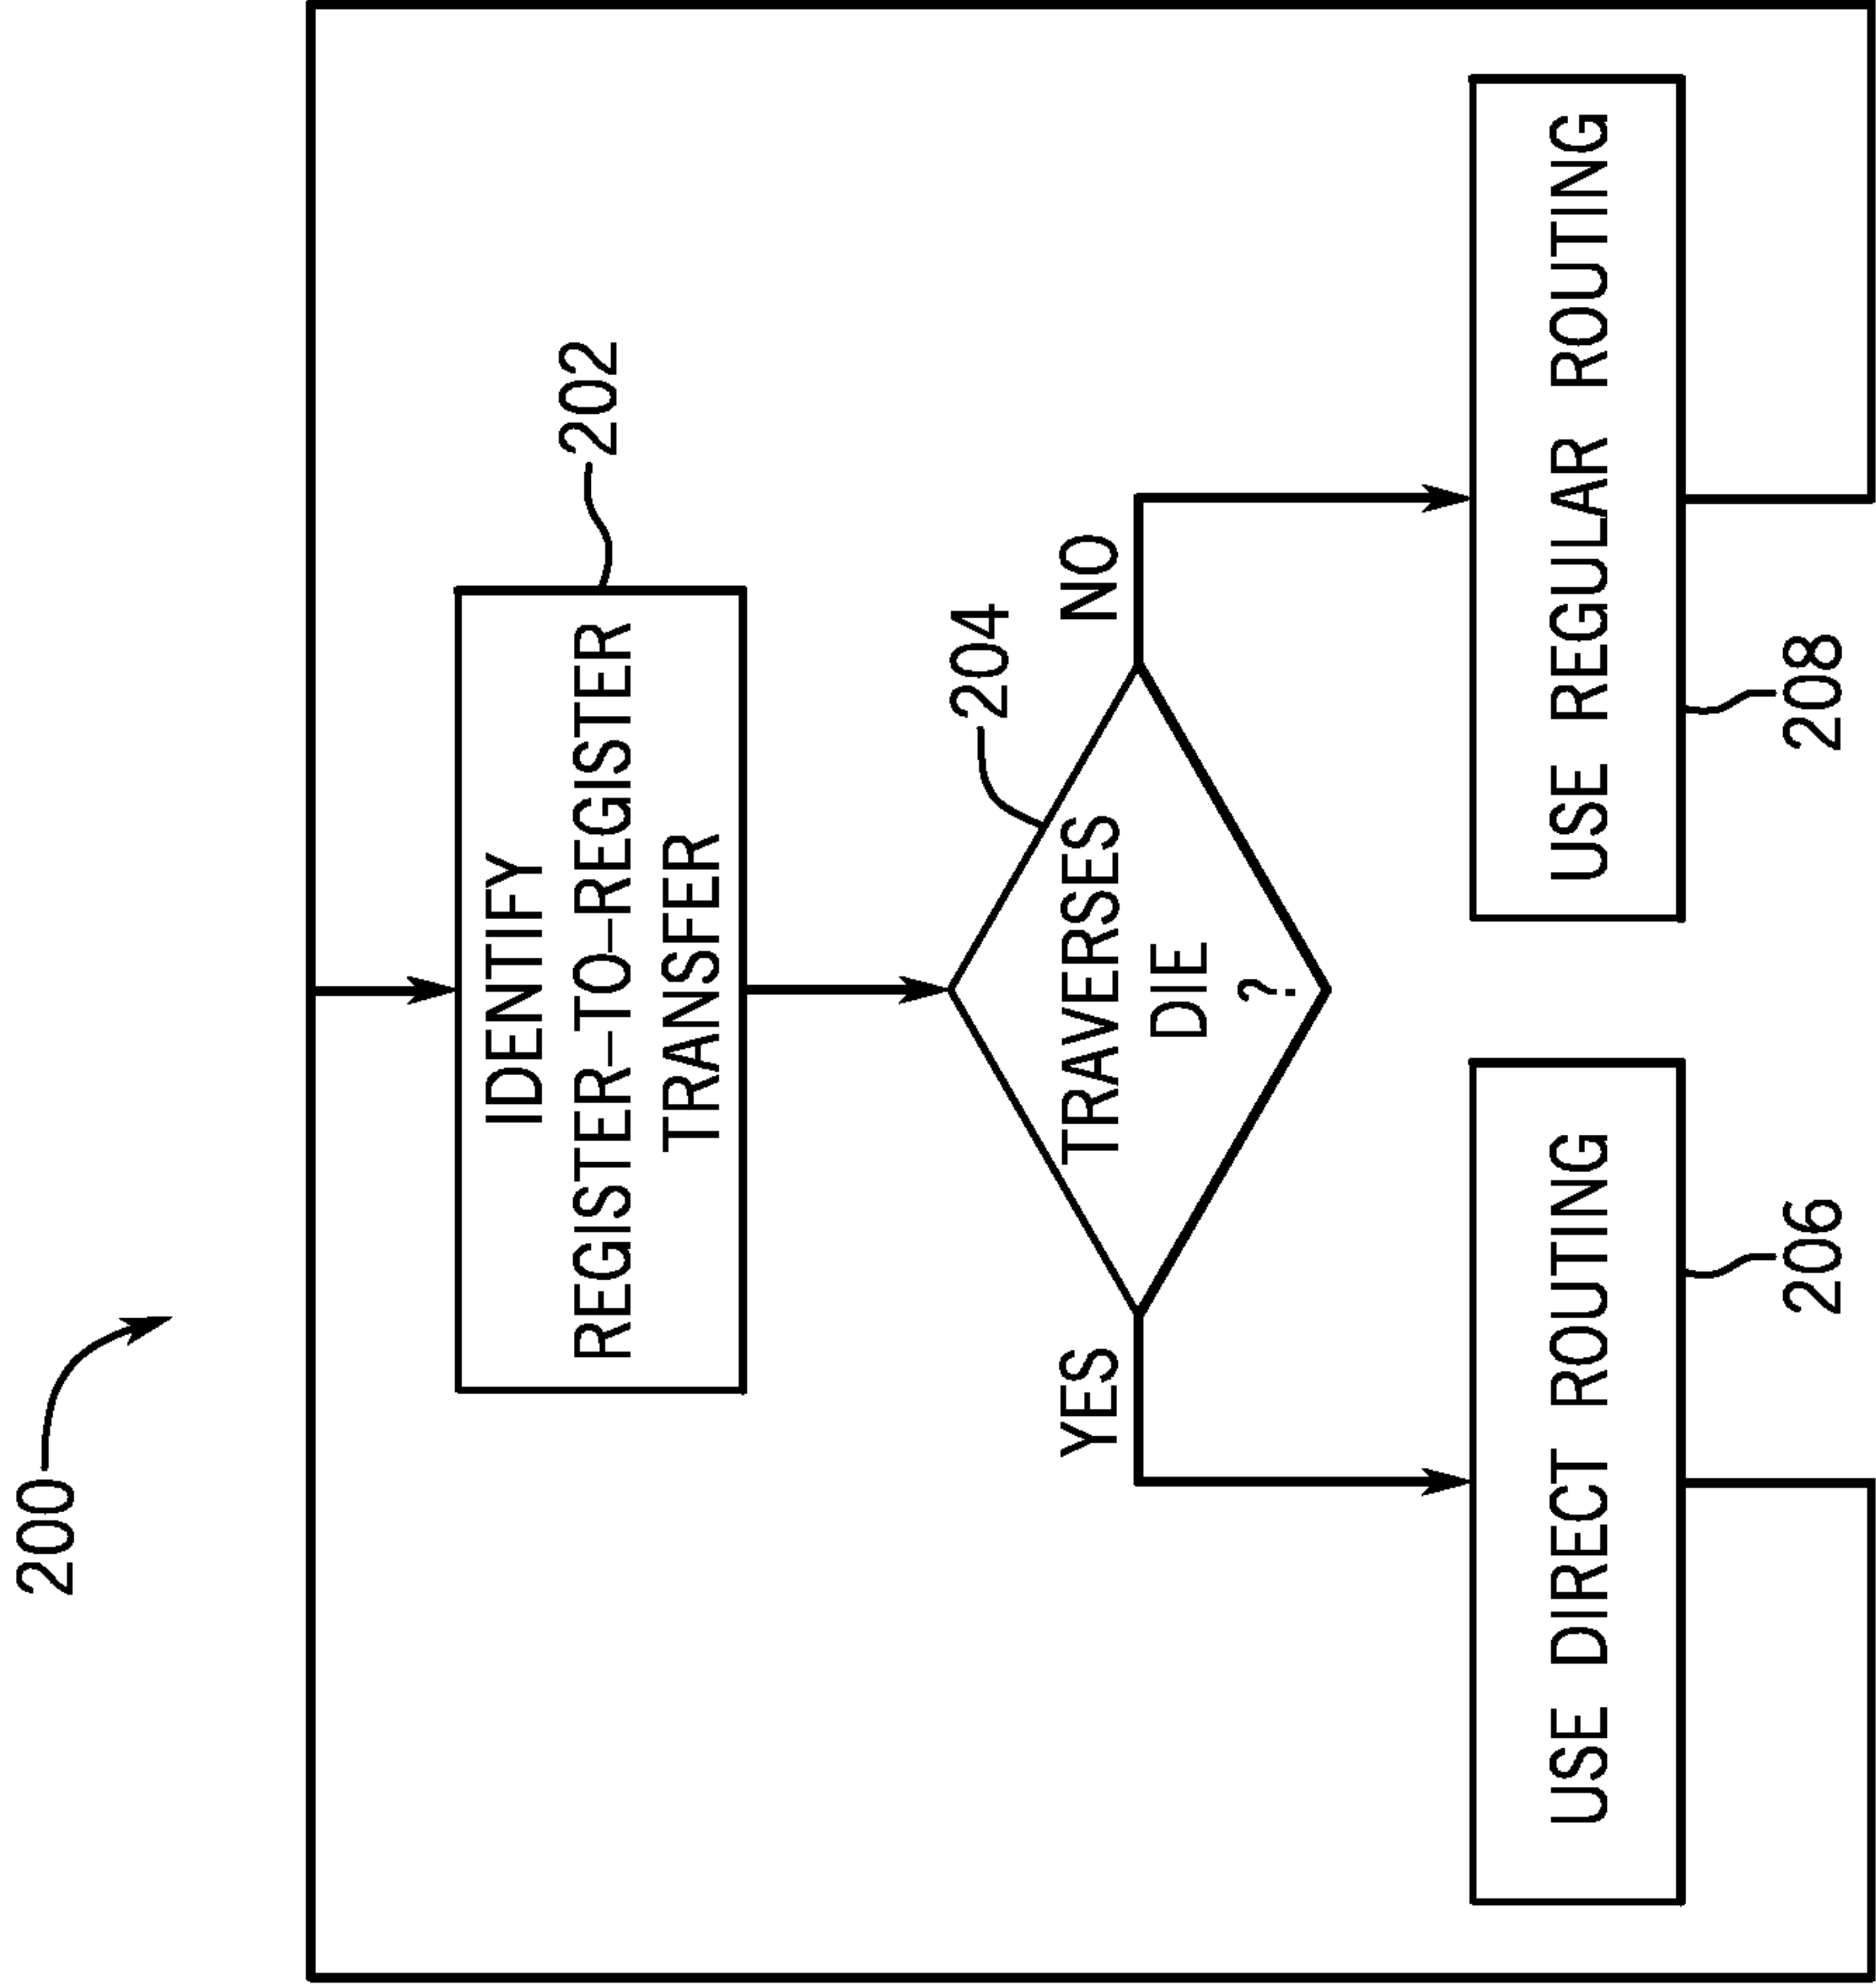 200
IDENTIFY
REGISTER-TO-REGISTER
TRANSFER
202
204
TRAVERSES
DIE
?
YES
NO
USE DIRECT ROUTING
USE REGULAR ROUTING
206
208